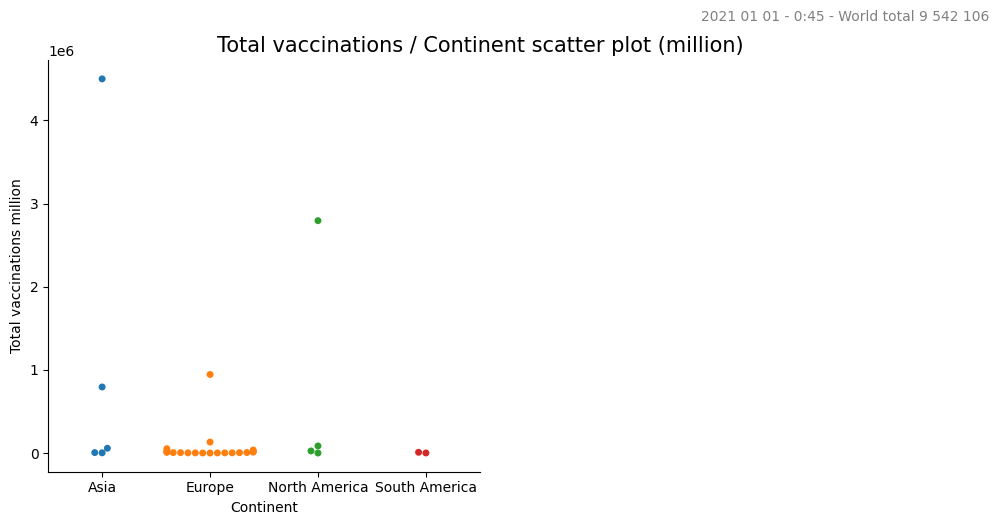 2021 01 01 - 0:45 - World total 9 542 106
Total vaccinations / Continent scatter plot (million)
1e6
4
3
2
1
0
Total vaccinations million
Asia Europe North America South America
Continent